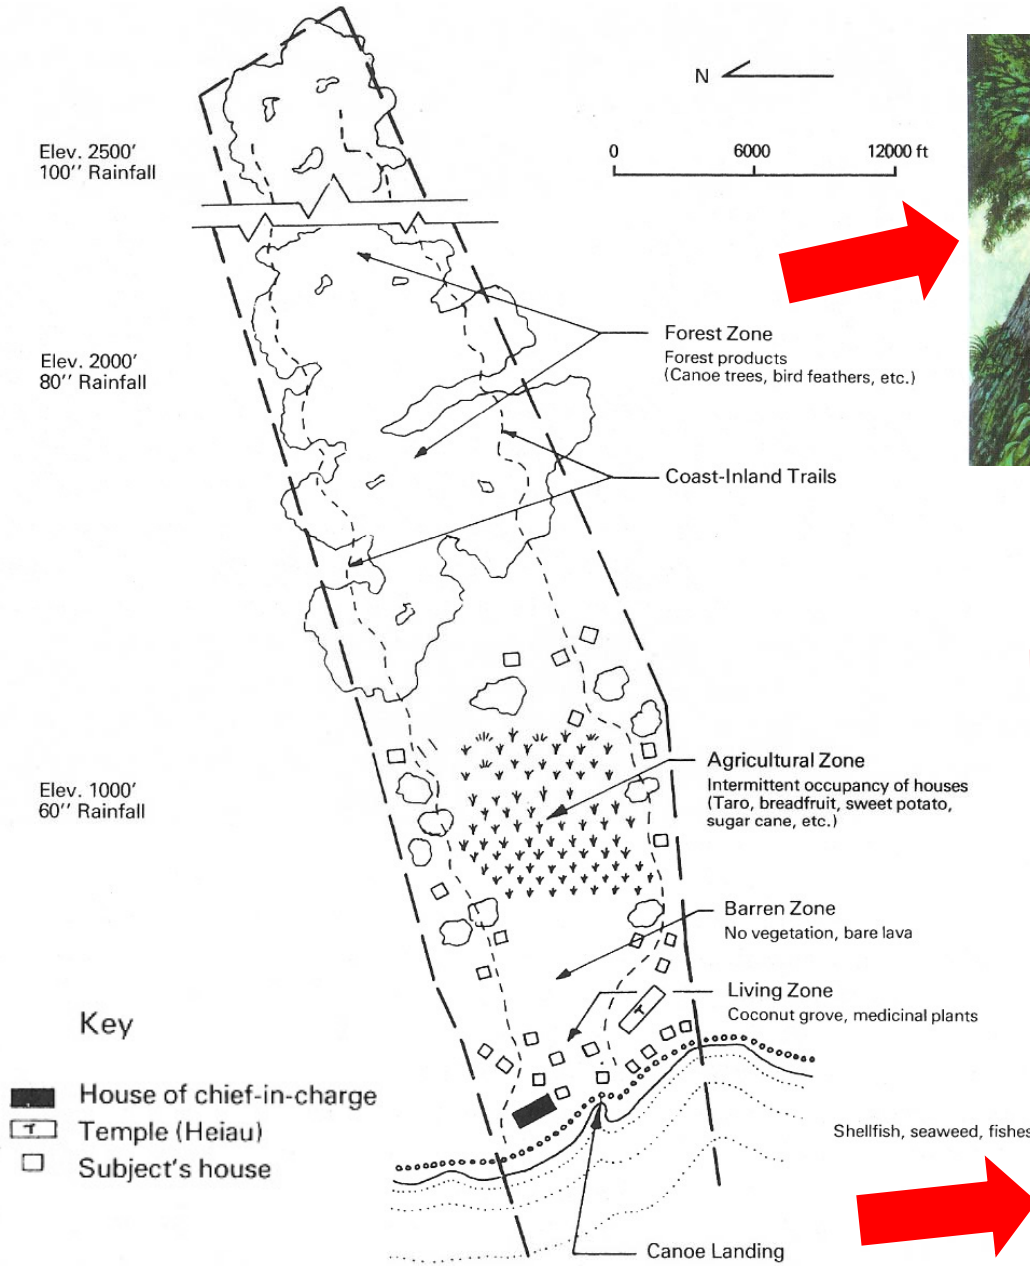 N
0 6000 12000 ft
Elev. 2500'
100'' Rainfall
Forest Zone
Forest products
(Canoe trees, bird feathers, etc.)
Elev. 2000'
80'' Rainfall
Coast-Inland Trails
Agricultural Zone
Intermittent occupancy of houses
(Taro, breadfruit, sweet potato,
sugar cane, etc.)
Elev. 1000'
60'' Rainfall
Barren Zone
No vegetation, bare lava
Living Zone
Coconut grove, medicinal plants
Key
House of chief-in-charge
Temple (Heiau)
Subject's house
Shellfish, seaweed, fishes
Canoe Landing